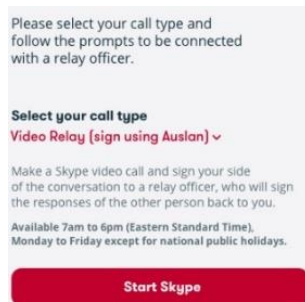 Please select your call type and
follow the prompts to be connected
with a relay officer.
Select your call type
Video Relay (sign using Auslan)
Make a Skype video call and sign your side
of the conversation to a relay officer, who will sign
the responses of the other person back to you.
Available 7am to 6pm (Eastern Standard Time),
Monday to Friday except for national public holidays.
Start Skype